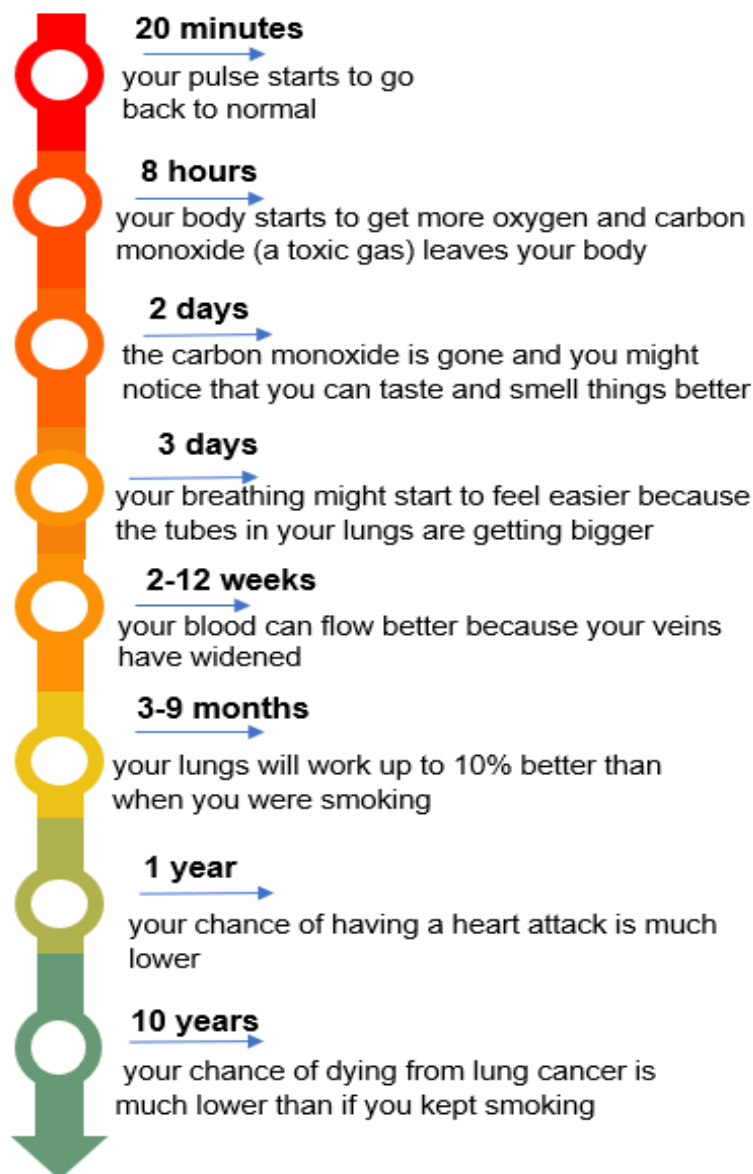 20 minutes
your pulse starts to go
back to normal
8 hours
your body starts to get more oxygen and carbon
monoxide (a toxic gas) leaves your body
2 days
the carbon monoxide is gone and you might
notice that you can taste and smell things better
3 days
your breathing might start to feel easier because
the tubes in your lungs are getting bigger
2-12 weeks
your blood can flow better because your veins
have widened
3-9 months
your lungs will work up to 10% better than
when you were smoking
1 year
your chance of having a heart attack is much
lower
10 years
your chance of dying from lung cancer is
much lower than if you kept smoking